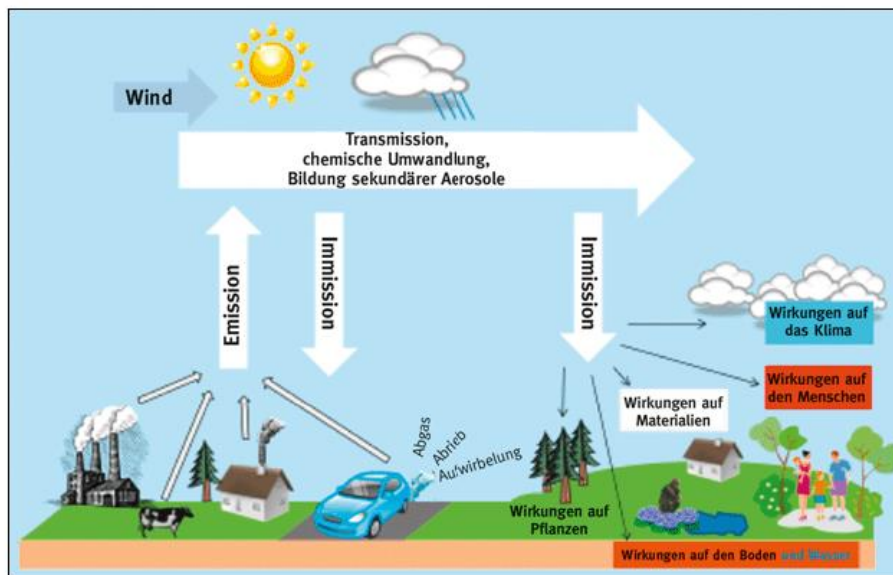 Wind
Transmission,
chemische Umwandlung,
Bildung sekundärer Aerosole
Emission
Immission
Immission
Wirkungen auf
das Klima
Wirkungen auf
den Menschen
Wirkungen auf
Materialien
Abgas
Abrieb
Au'wirbelung
Wirkungen auf
Pflanzen
Wirkungen auf den Boden und Wasser